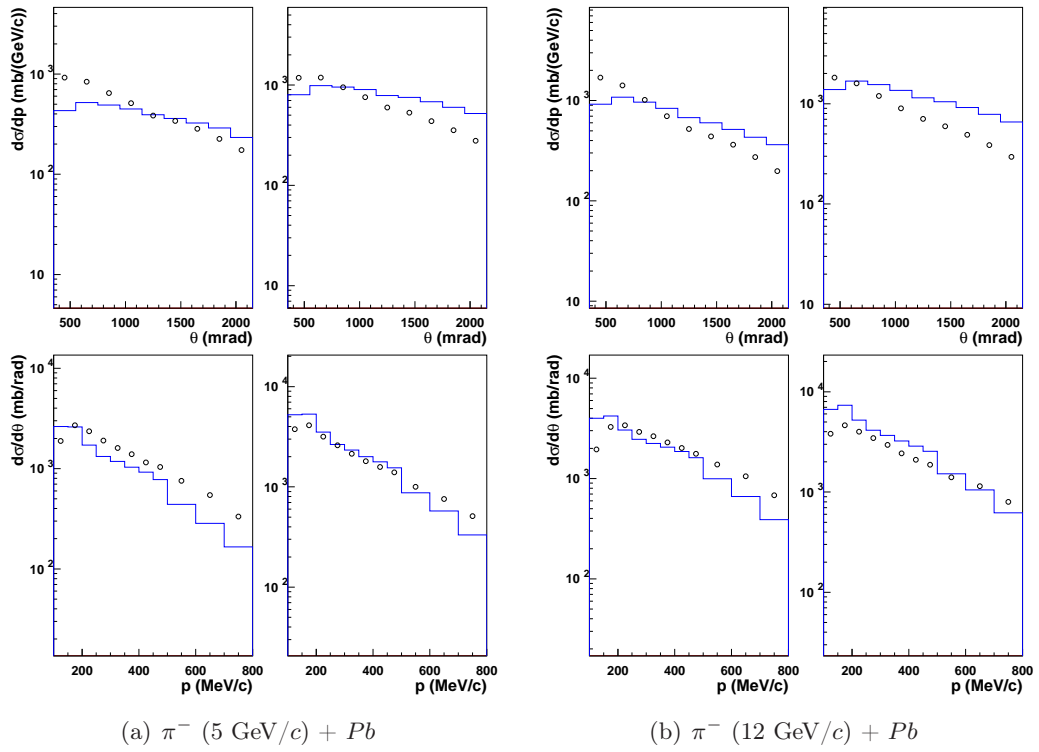 dσ/dp (mb/(GeV/c))
10³
10²
10
500 1000 1500 2000
θ (mrad)
10³
10²
10
500 1000 1500 2000
θ (mrad)
dσ/dp (mb/(GeV/c))
10³
10²
10
500 1000 1500 2000
θ (mrad)
10³
10²
10
500 1000 1500 2000
θ (mrad)
dσ/dθ (mb/rad)
10⁴
10³
10²
200 400 600 800
p (MeV/c)
10⁴
10³
10²
200 400 600 800
p (MeV/c)
dσ/dθ (mb/rad)
10⁴
10³
10²
200 400 600 800
p (MeV/c)
10⁴
10³
10²
200 400 600 800
p (MeV/c)
(a) π⁻ (5 GeV/c) + Pb
(b) π⁻ (12 GeV/c) + Pb